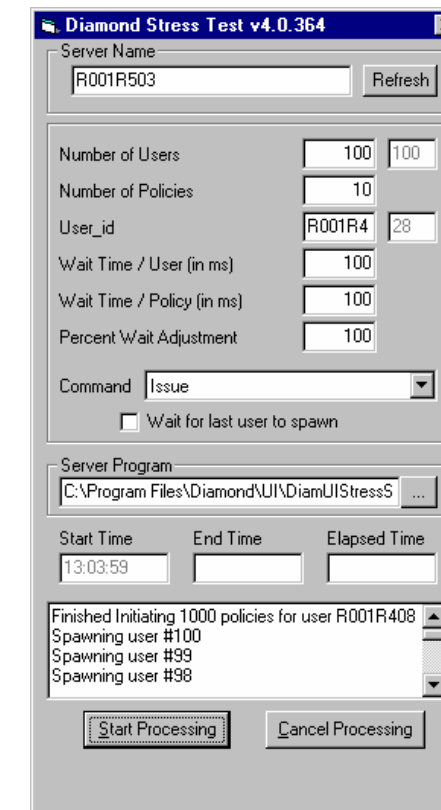 Diamond Stress Test v4.0.364
Server Name
R001R503
Refresh
Number of Users 100 100
Number of Policies 10
User_id R001R4 28
Wait Time / User (in ms) 100
Wait Time / Policy (in ms) 100
Percent Wait Adjustment 100
Command Issue
Wait for last user to spawn
Server Program
C:\Program Files\Diamond\UI\DiamUIStressS ...
Start Time End Time Elapsed Time
13:03:59
Finished Initiating 1000 policies for user R001R408
Spawning user #100
Spawning user #99
Spawning user #98
Start Processing Cancel Processing